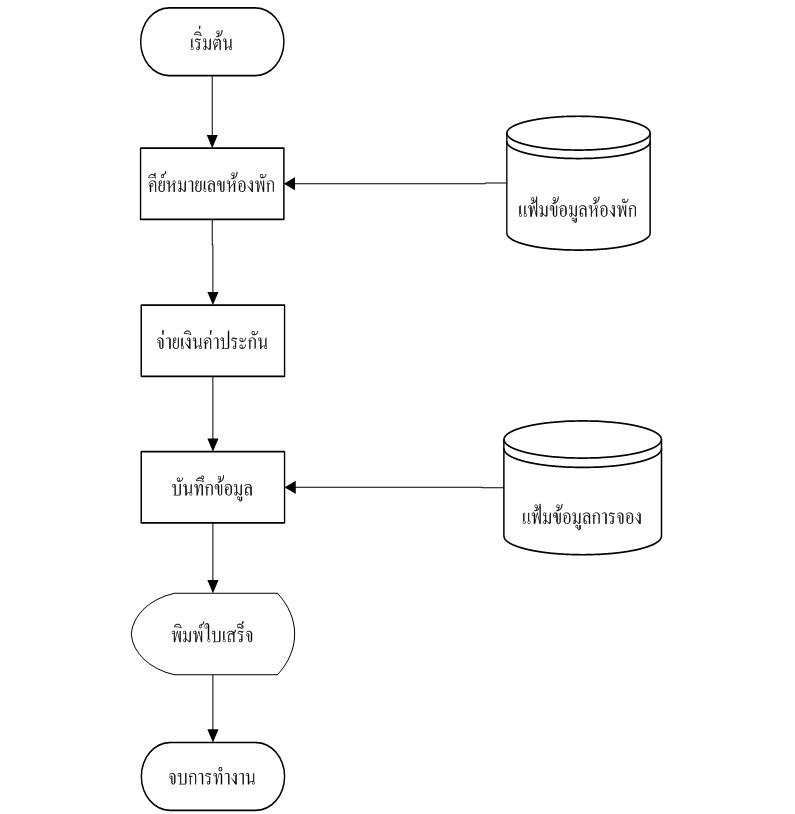 เริ่มต้น
คีย์หมายเลขห้องพัก
แฟ้มข้อมูลห้องพัก
จ่ายเงินค่าประกัน
บันทึกข้อมูล
แฟ้มข้อมูลการจอง
พิมพ์ใบเสร็จ
จบการทำงาน